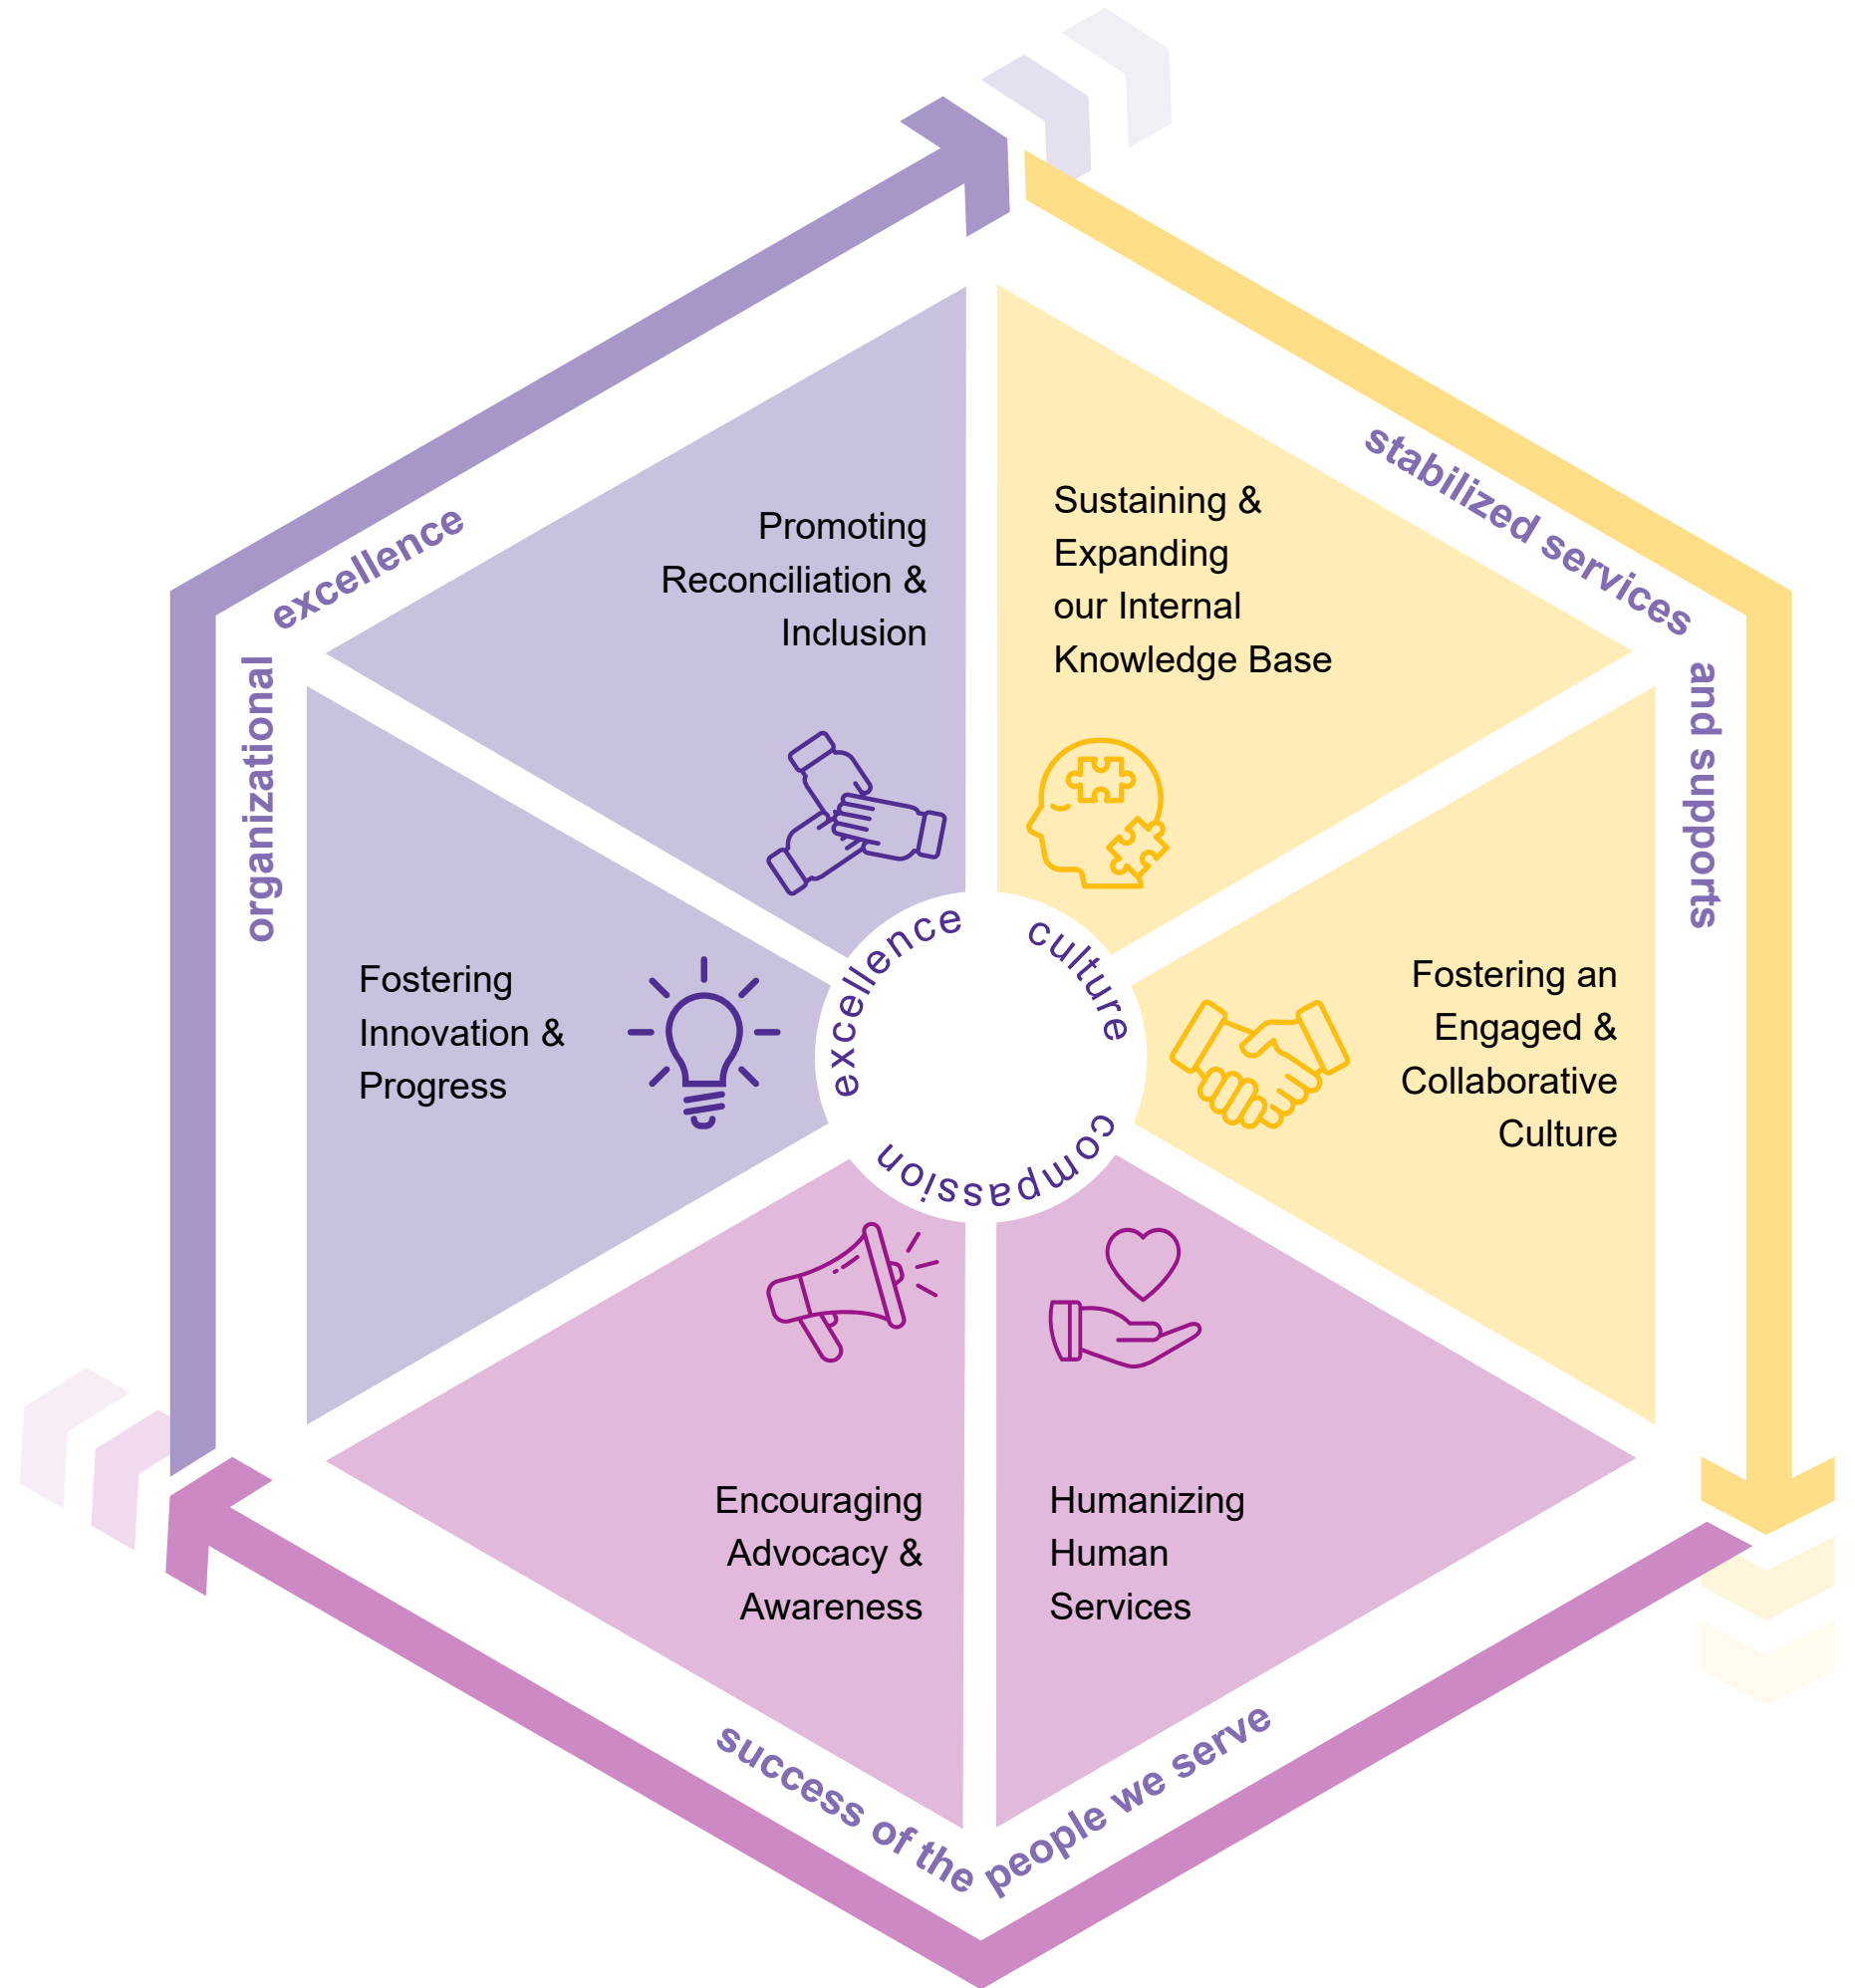 organizational
excellence
stabilized services
and supports
Promoting
Reconciliation &
Inclusion
Sustaining &
Expanding
our Internal
Knowledge Base
Fostering
Innovation &
Progress
excellence
culture
compassion
Fostering an
Engaged &
Collaborative
Culture
Encouraging
Advocacy &
Awareness
Humanizing
Human
Services
success of the
people we serve